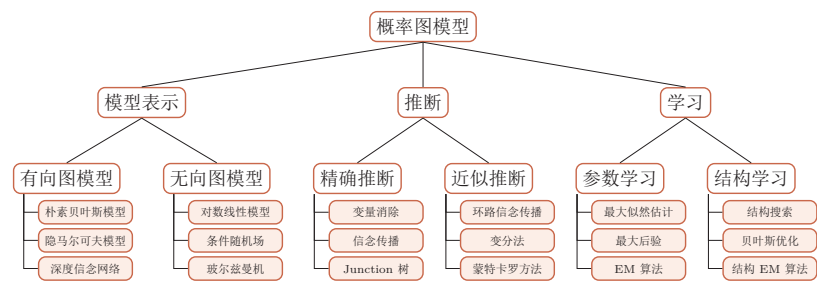 概率图模型
模型表示
推断
学习
有向图模型
无向图模型
精确推断
近似推断
参数学习
结构学习
朴素贝叶斯模型
对数线性模型
变量消除
环路信念传播
最大似然估计
结构搜索
隐马尔可夫模型
条件随机场
信念传播
变分法
最大后验
贝叶斯优化
深度信念网络
玻尔兹曼机
Junction 树
蒙特卡罗方法
EM 算法
结构 EM 算法